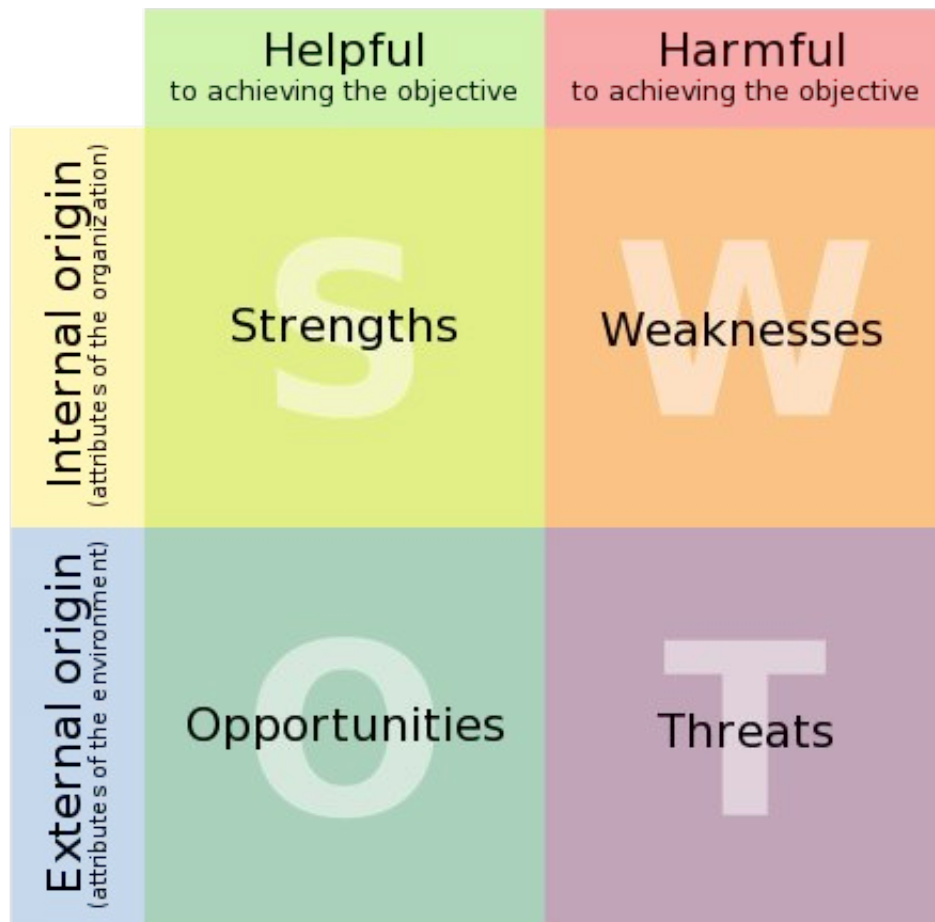 Helpful
to achieving the objective
Harmful
to achieving the objective
Internal origin
(attributes of the organization)
S
Strengths
W
Weaknesses
External origin
(attributes of the environment)
O
Opportunities
T
Threats